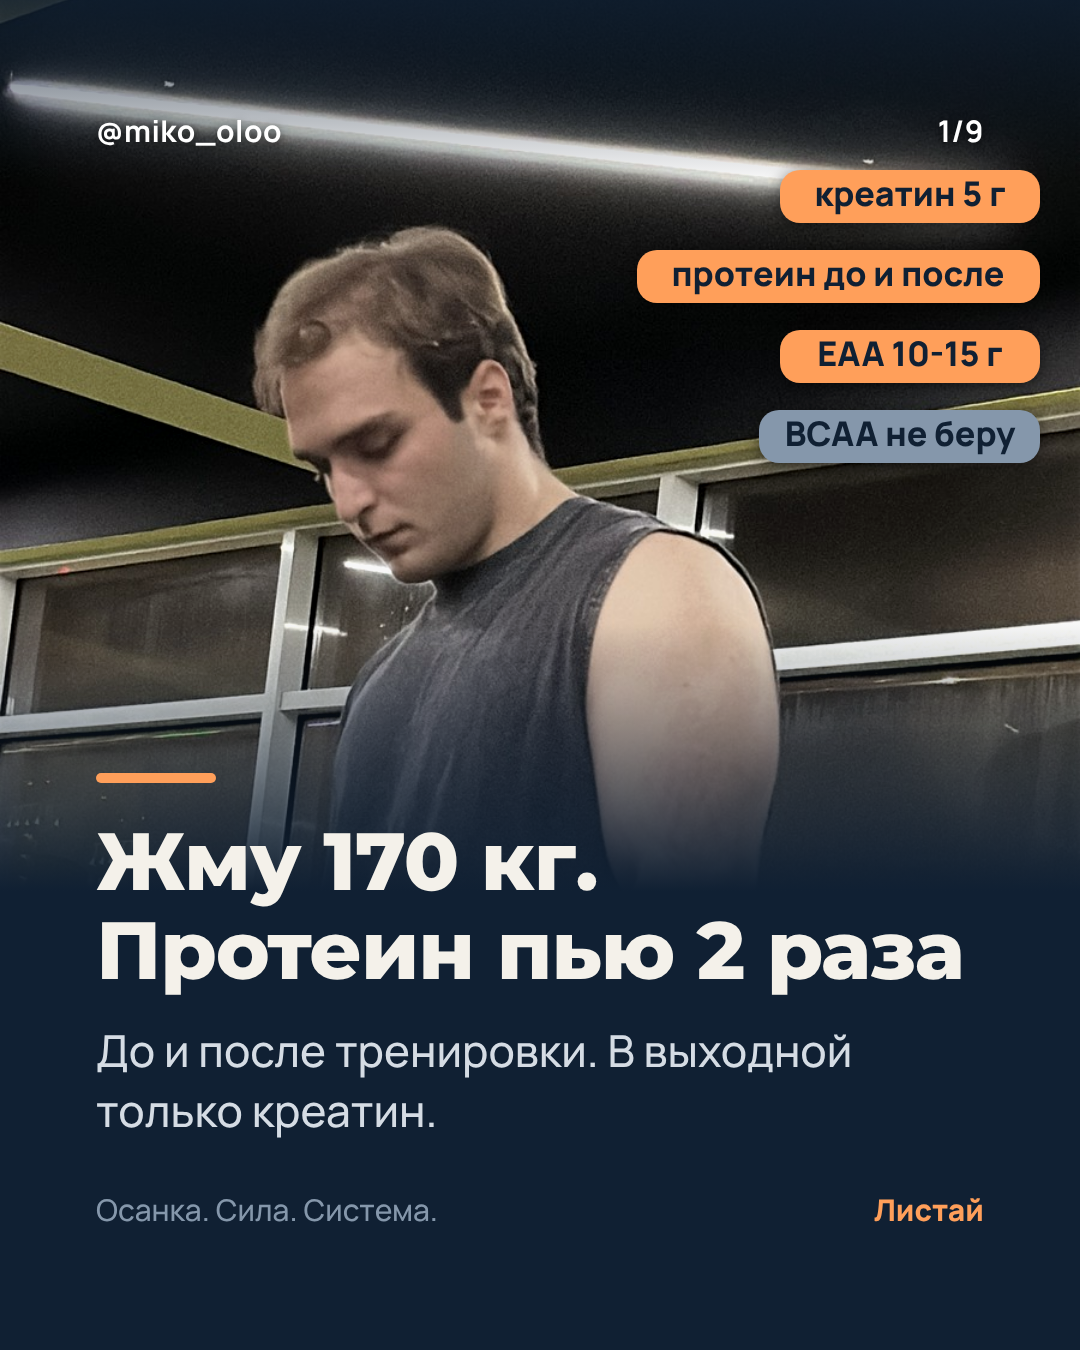 @miko_oloo
1/9
креатин 5 г
протеин до и после
EAA 10-15 г
BCAA не беру
Жму 170 кг.
Протеин пью 2 раза
До и после тренировки. В выходной
только креатин.
Осанка. Сила. Система.
Листай